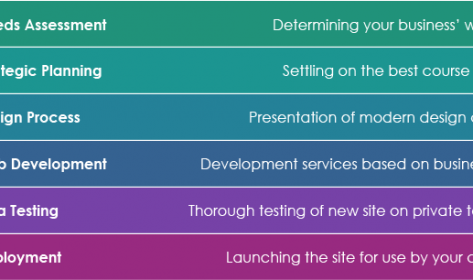 eds Assessment Determining your business' w
tegic Planning Settling on the best course
ign Process Presentation of modern design
p Development Development services based on busine
a Testing Thorough testing of new site on private te
ployment Launching the site for use by your